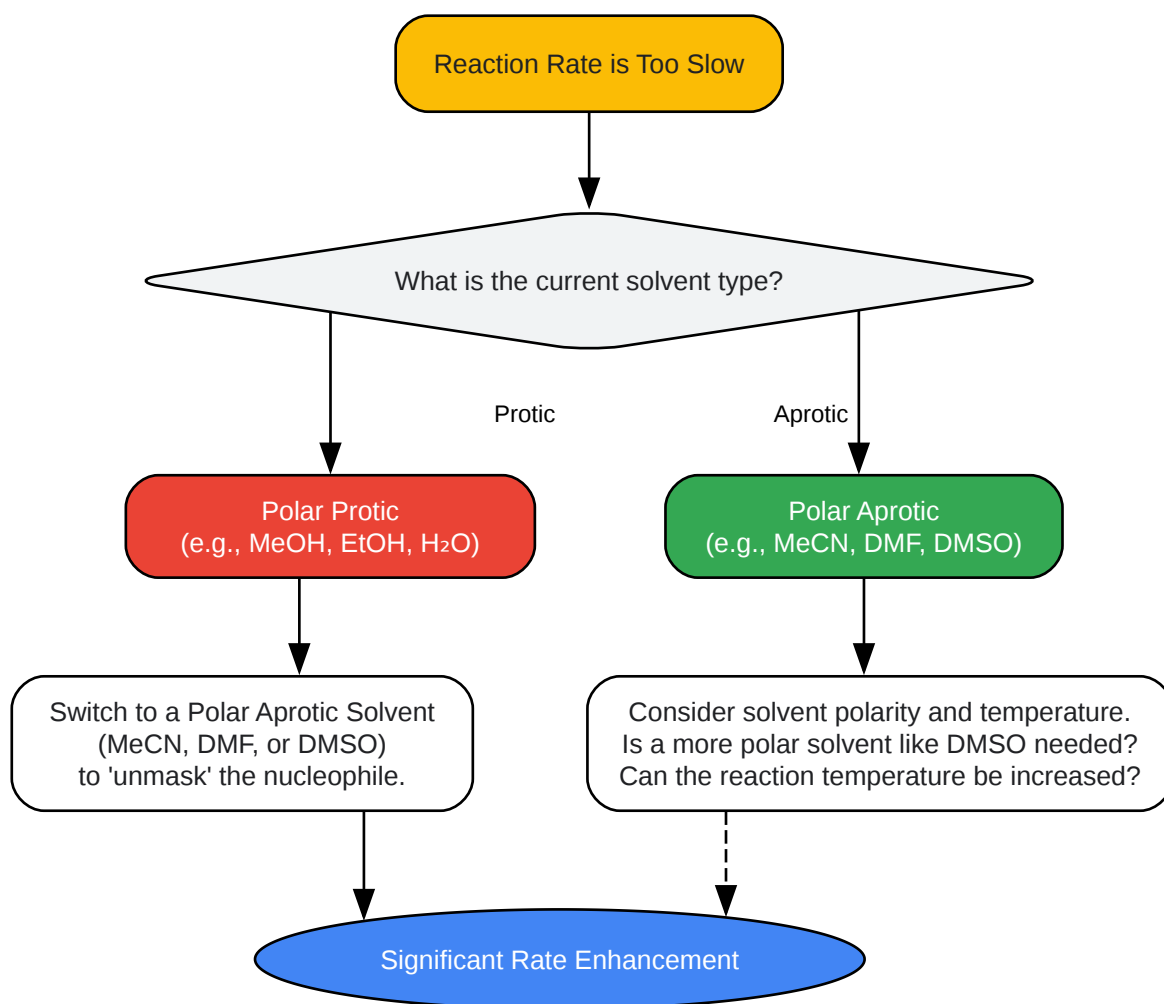 Reaction Rate is Too Slow
What is the current solvent type?
Protic
Aprotic
Polar Protic
(e.g., MeOH, EtOH, H₂O)
Polar Aprotic
(e.g., MeCN, DMF, DMSO)
Switch to a Polar Aprotic Solvent
(MeCN, DMF, or DMSO)
to 'unmask' the nucleophile.
Consider solvent polarity and temperature.
Is a more polar solvent like DMSO needed?
Can the reaction temperature be increased?
Significant Rate Enhancement